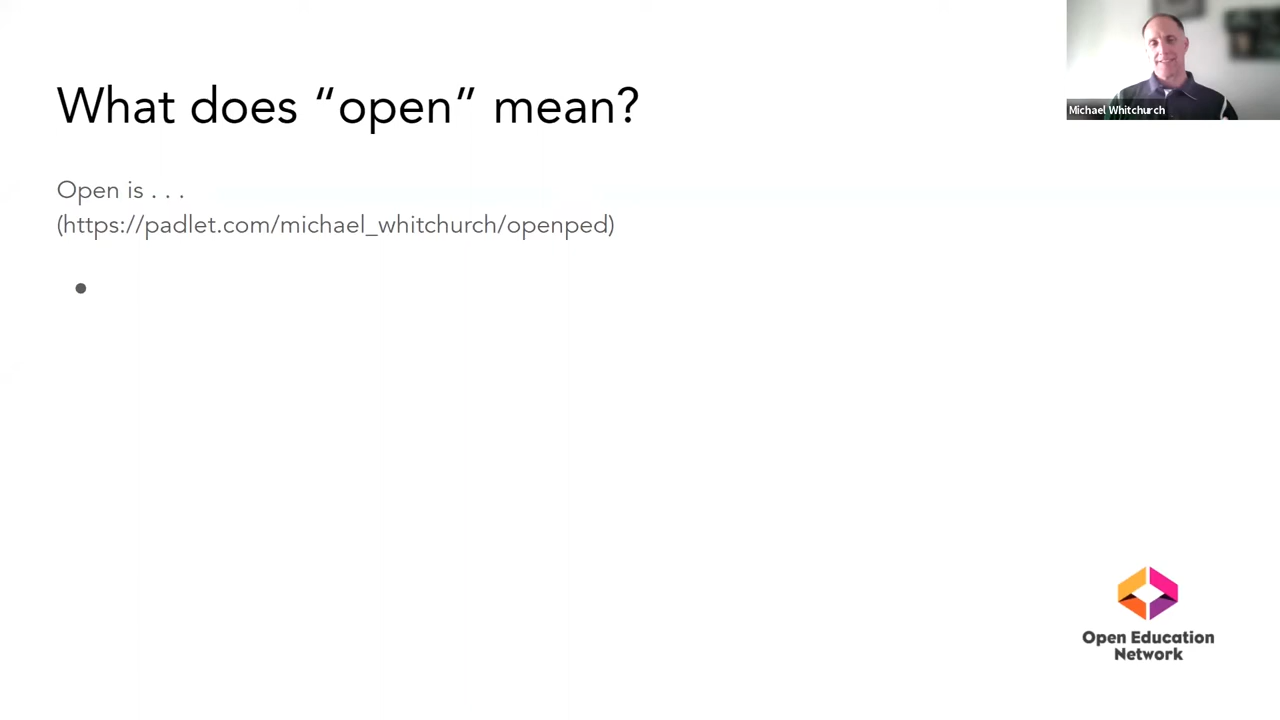 Michael Whitchurch
What does “open” mean?
Open is . . .
(https://padlet.com/michael_whitchurch/openped)
•
Open Education
Network